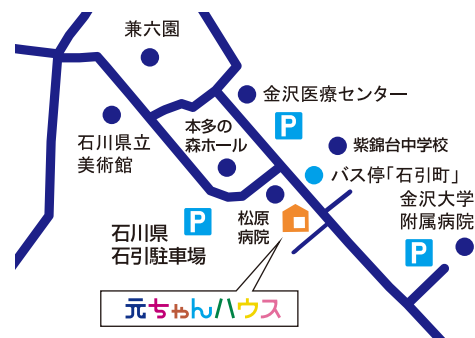 兼六園
金沢医療センター
P
本多の
森ホール
石川県立
美術館
紫錦台中学校
バス停「石引町」
金沢大学
附属病院
P
松原
病院
P
石川県
石引駐車場
元ちゃんハウス